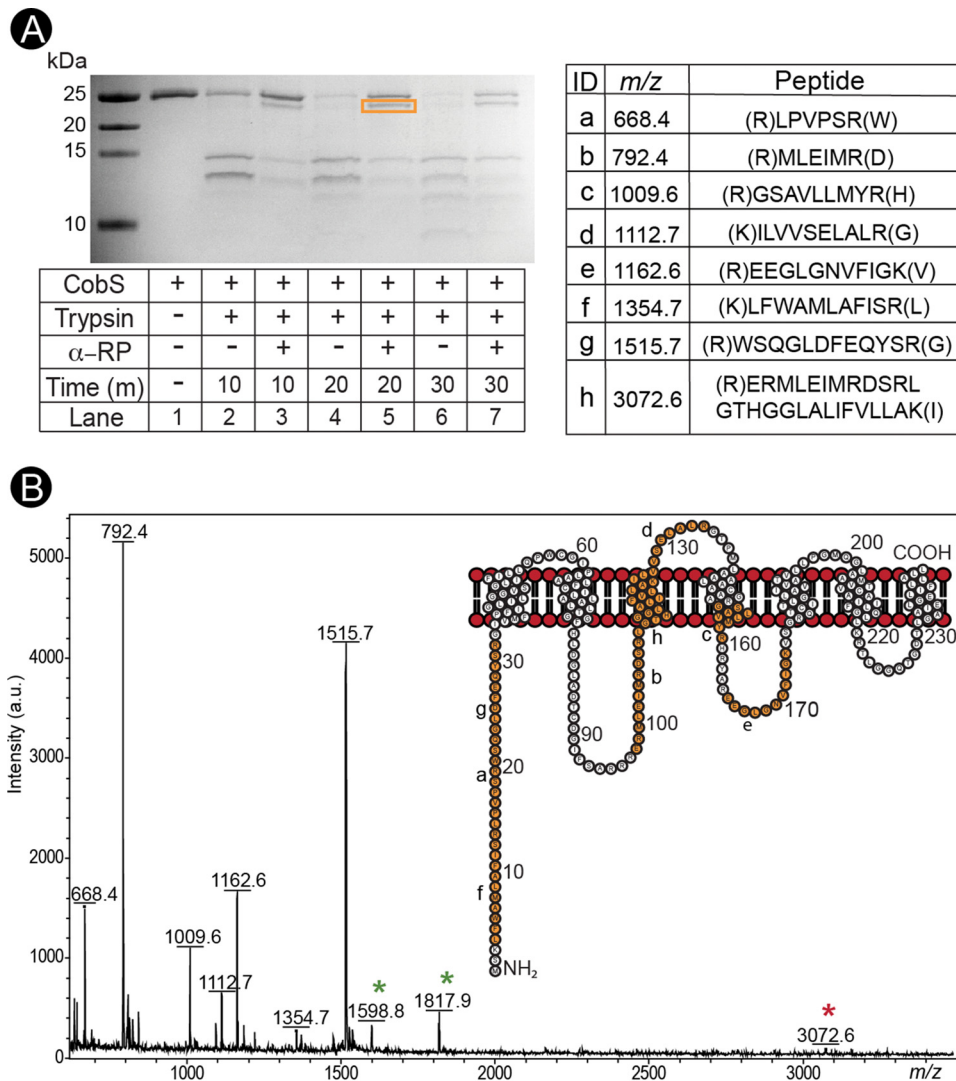 A
kDa
25
20
15
10
CobS + + + + + + +
Trypsin - + + + + + +
α-RP - - + - + - +
Time (m) - 10 10 20 20 30 30
Lane 1 2 3 4 5 6 7
ID m/z Peptide
a 668.4 (R)LPVPSR(W)
b 792.4 (R)MLEIMR(D)
c 1009.6 (R)GSAVLLMYR(H)
d 1112.7 (K)ILVVSELALR(G)
e 1162.6 (R)EEGLGNVFIGK(V)
f 1354.7 (K)LFWAMLAFISR(L)
g 1515.7 (R)WSQGLDFEQYSR(G)
h 3072.6 (R)ERMLEIMRDSRL
GTHGGLALIFVLLAK(I)
B
Intensity (a.u.)
5000
4000
3000
2000
1000
0
1000 1500 2000 2500 3000 m/z
668.4
792.4
1009.6
1112.7
1162.6
1354.7
1515.7
* 1598.8
* 1817.9
* 3072.6
d
60
130
200
COOH
h
c
160
220
230
30
b
g
90
100
170
e
a
20
10
f
NH₂